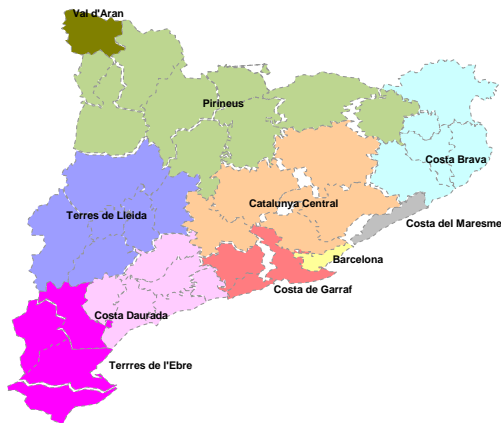 Val d'Aran
Pirineus
Costa Brava
Catalunya Central
Terres de Lleida
Costa del Maresme
Barcelona
Costa de Garraf
Costa Daurada
Terrres de l'Ebre